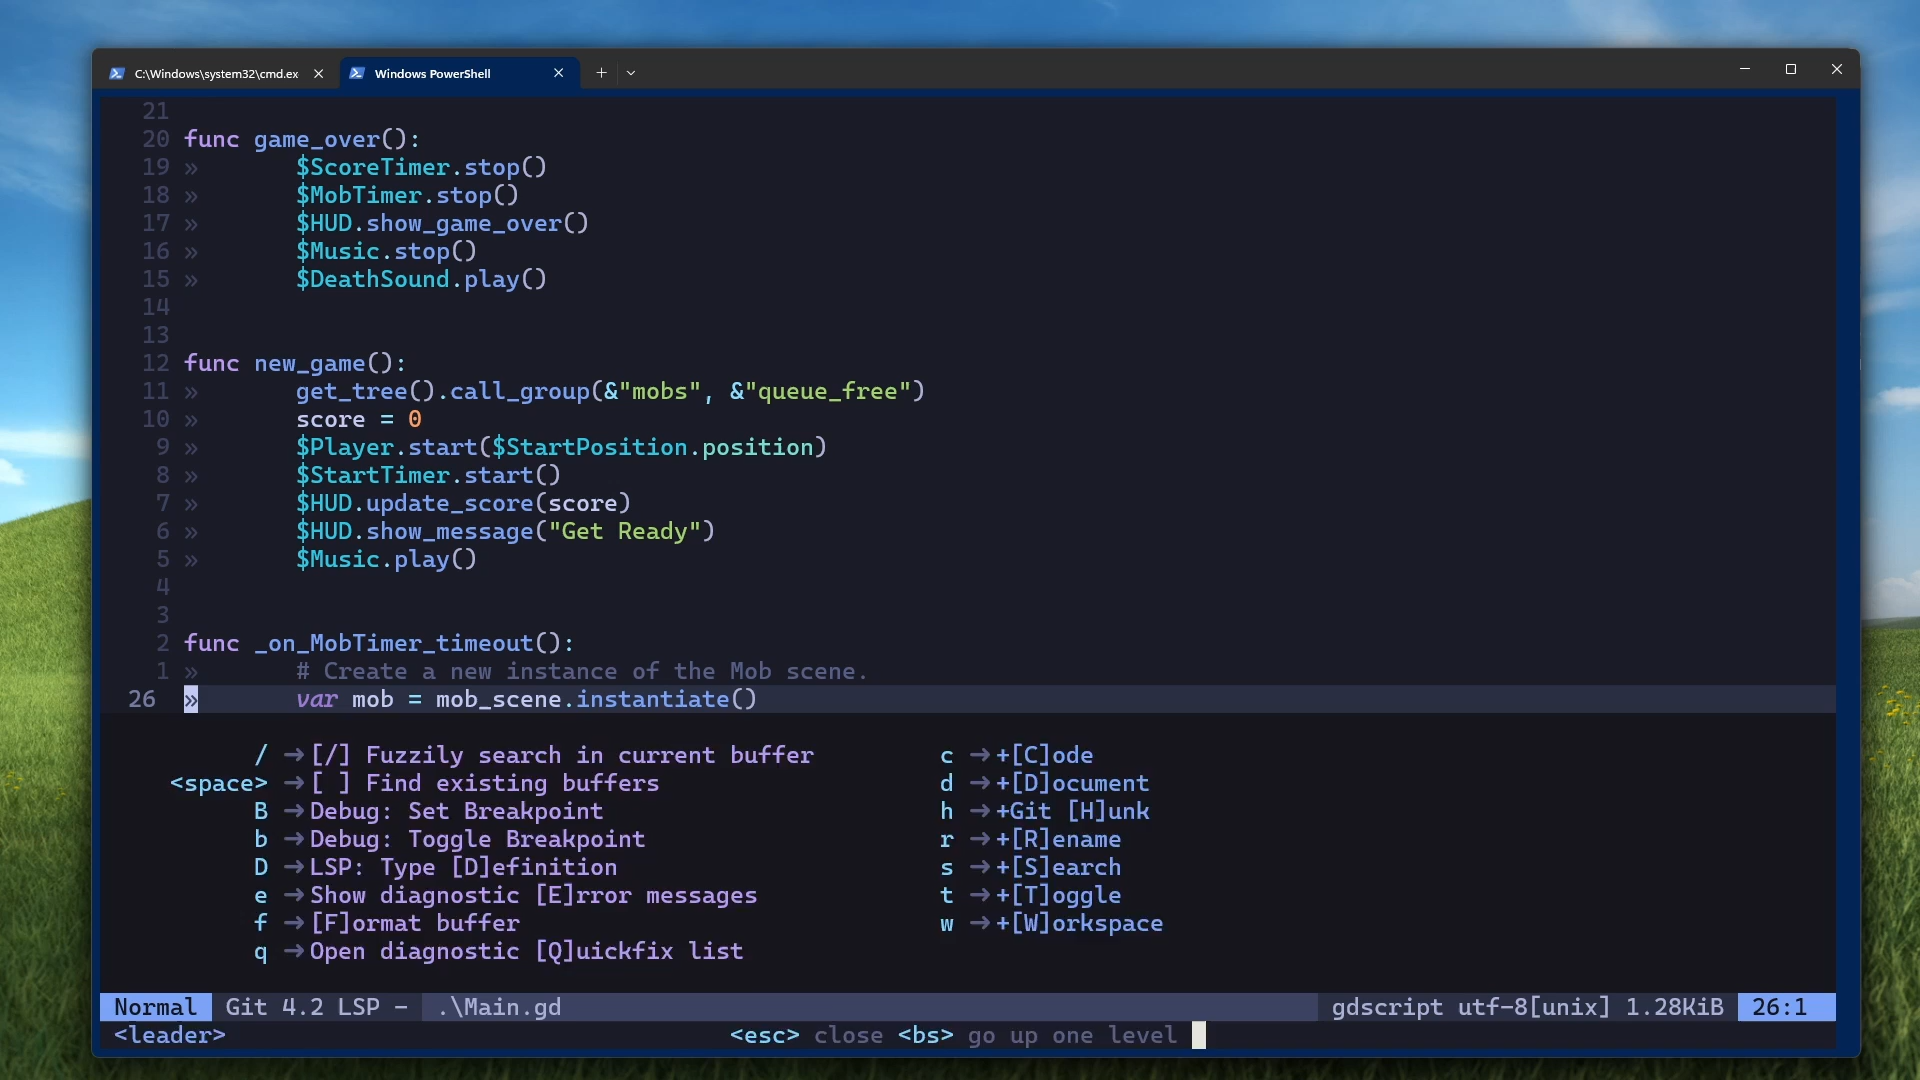 C:\Windows\system32\cmd.ex
Windows PowerShell
21
20 func game_over():
19 » $ScoreTimer.stop()
18 » $MobTimer.stop()
17 » $HUD.show_game_over()
16 » $Music.stop()
15 » $DeathSound.play()
14
13
12 func new_game():
11 » get_tree().call_group(&"mobs", &"queue_free")
10 » score = 0
9 » $Player.start($StartPosition.position)
8 » $StartTimer.start()
7 » $HUD.update_score(score)
6 » $HUD.show_message("Get Ready")
5 » $Music.play()
4
3
2 func _on_MobTimer_timeout():
1 » # Create a new instance of the Mob scene.
26 » var mob = mob_scene.instantiate()
/ → [/] Fuzzily search in current buffer
<space> → [ ] Find existing buffers
B → Debug: Set Breakpoint
b → Debug: Toggle Breakpoint
D → LSP: Type [D]efinition
e → Show diagnostic [E]rror messages
f → [F]ormat buffer
q → Open diagnostic [Q]uickfix list
c → +[C]ode
d → +[D]ocument
h → +Git [H]unk
r → +[R]ename
s → +[S]earch
t → +[T]oggle
w → +[W]orkspace
Normal Git 4.2 LSP - .\Main.gd gdscript utf-8[unix] 1.28KiB 26:1
<leader> <esc> close <bs> go up one level